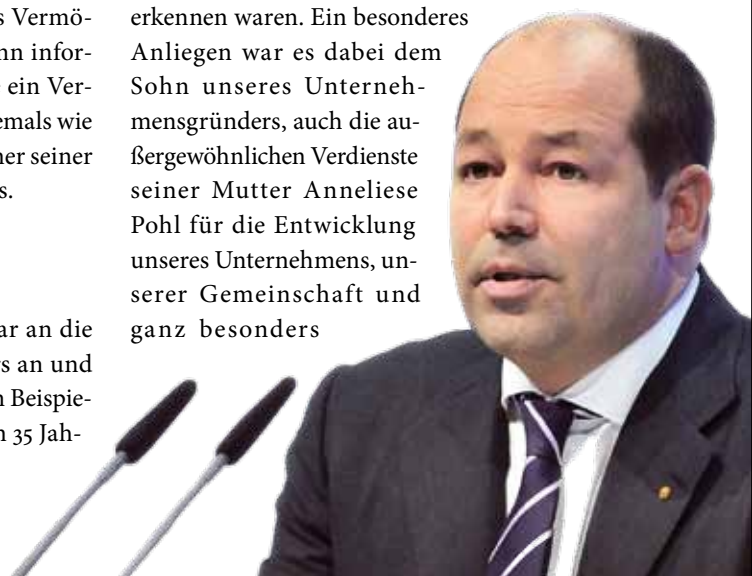 s Vermö-
nn infor-
ein Ver-
emals wie
ner seiner
s.
ar an die
rs an und
n Beispie-
n 35 Jah-
erkennen waren. Ein besonderes
Anliegen war es dabei dem
Sohn unseres Unterneh-
mensgründers, auch die au-
ßergewöhnlichen Verdienste
seiner Mutter Anneliese
Pohl für die Entwicklung
unseres Unternehmens, un-
serer Gemeinschaft und
ganz besonders